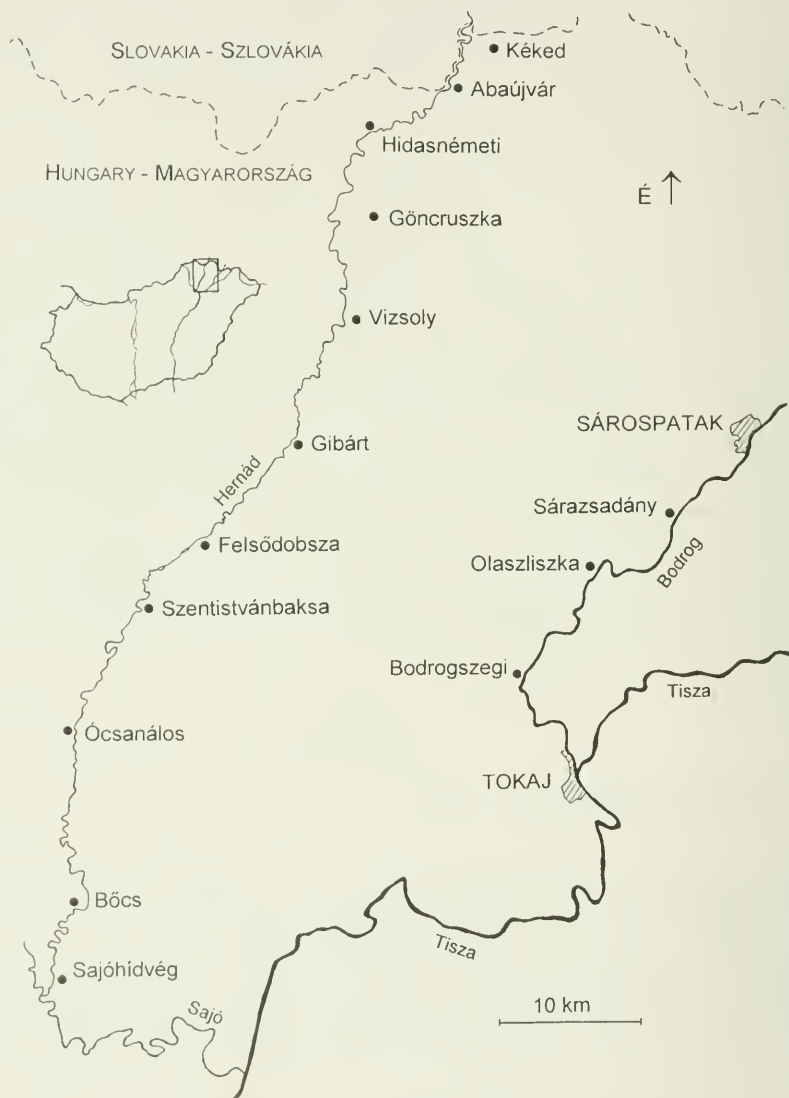 SLOVAKIA - SZLOVÁKIA
Kéked
Abaújvár
Hidasnémeti
HUNGARY - MAGYARORSZÁG
É
Göncruszka
Vizsoly
SÁROSPATAK
Gibárt
Hernád
Sárazsadány
Felsődobsza
Olaszliszka
Bodrog
Szentistvánbaksa
Bodrogszegi
Tisza
Ócsanálos
TOKAJ
Bőcs
Tisza
Sajóhídvég
10 km
Sajó